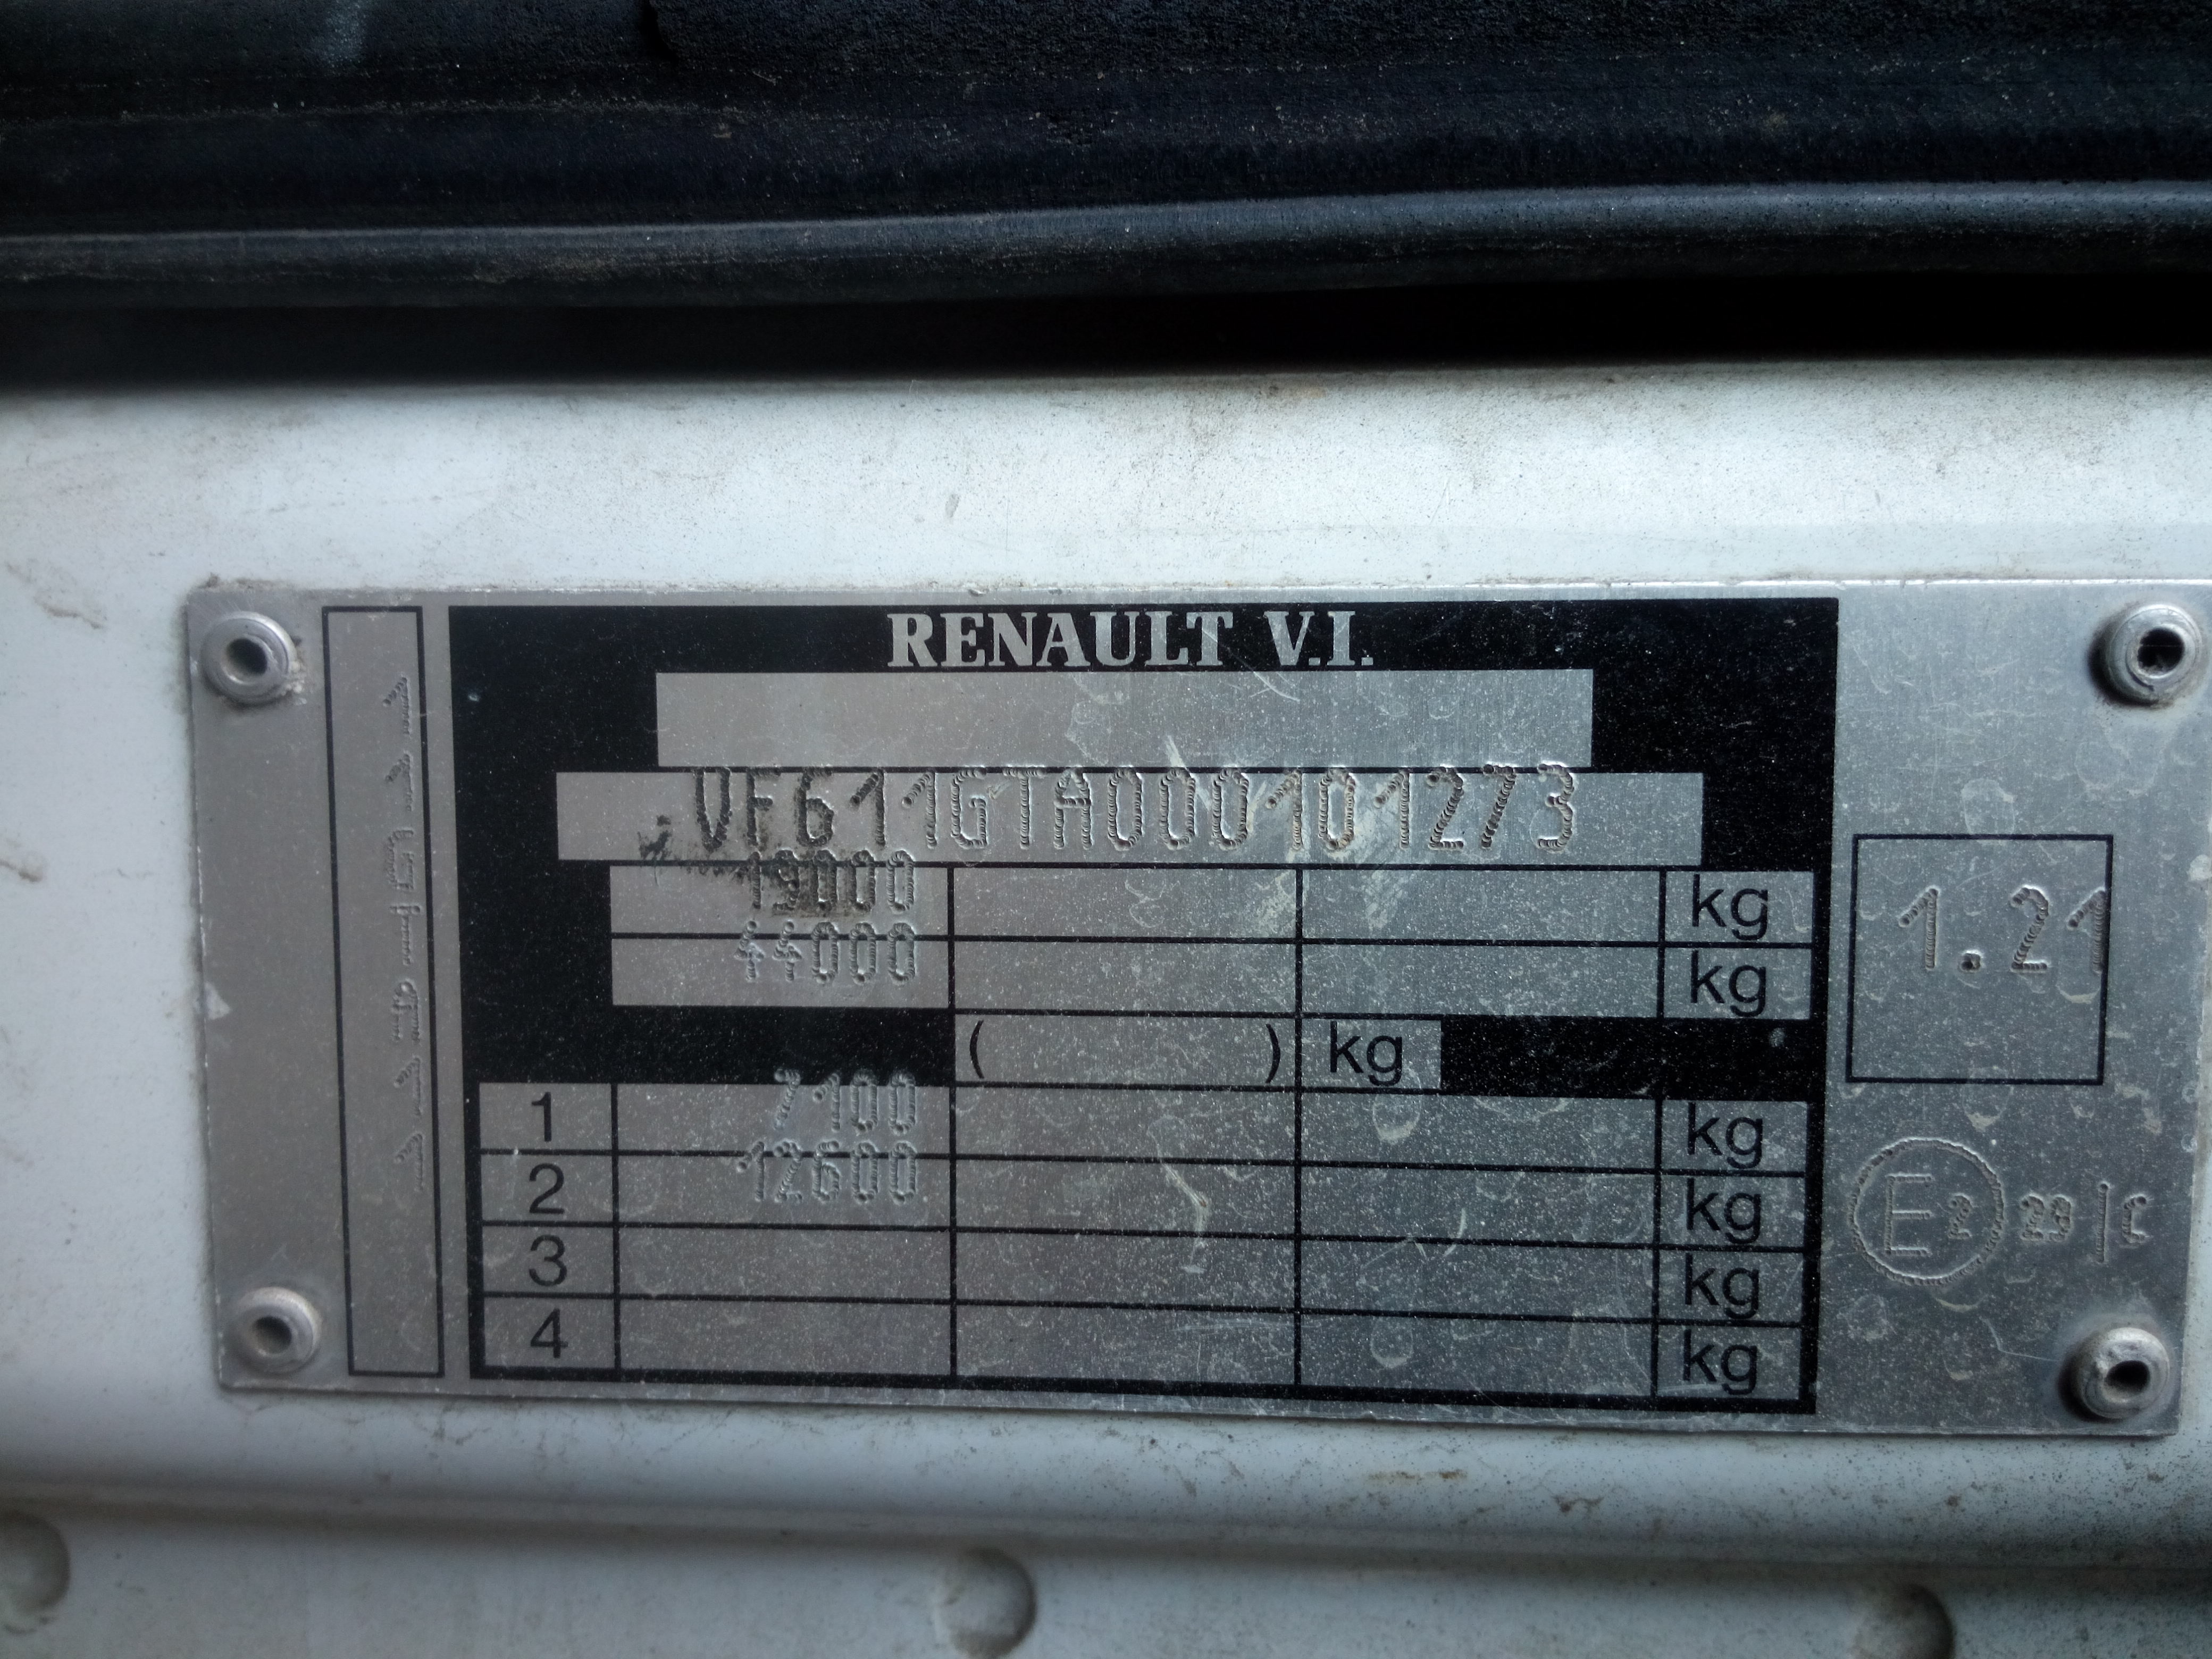 RENAULT V.I.
VF611GTA000101273
19000 kg
44000 kg
( ) kg
1 7100 kg
2 12600 kg
3 kg
4 kg
1.21
E2